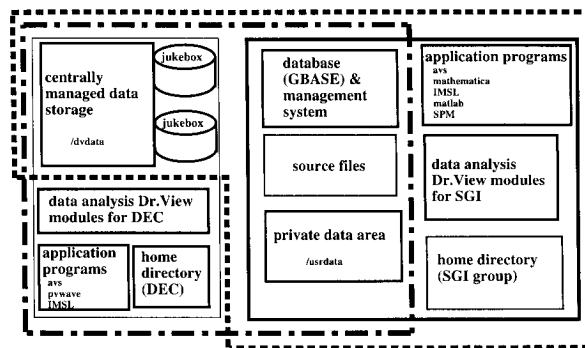 centrally
managed data
storage
/dvdata
jukebox
jukebox
data analysis Dr.View
modules for DEC
application
programs
avs
pvwave
IMSL
home
directory
(DEC)
database
(GBASE) &
management
system
source files
private data area
/usrdata
application programs
avs
mathematica
IMSL
matlab
SPM
data analysis
Dr.View modules
for SGI
home directory
(SGI group)